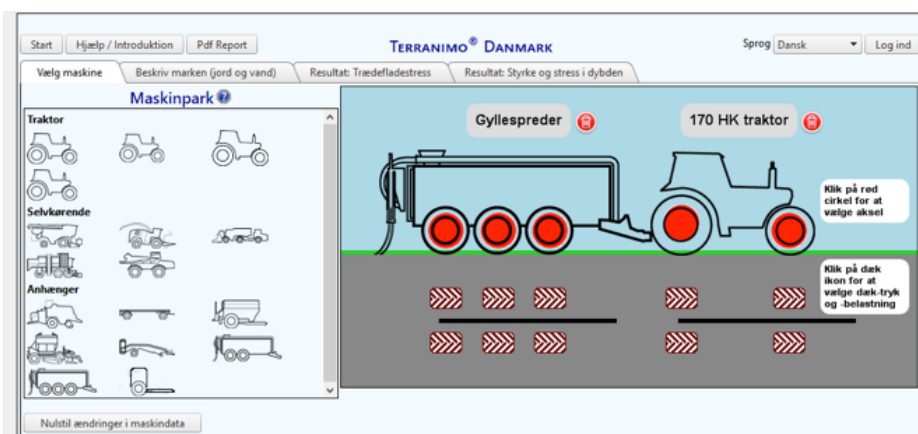 Start Hjælp / Introduktion Pdf Report TERRANIMO® DANMARK Sprog Dansk Log ind
Vælg maskine Beskriv marken (jord og vand) Resultat: Trædefladestress Resultat: Styrke og stress i dybden
Maskinpark
Traktor
Selvkørende
Anhænger
Gyllespreder 170 HK traktor
Klik på rød
cirkel for at
vælge aksel
Klik på dæk
ikon for at
vælge dæk-tryk
og -belastning
Nulstil ændringer i maskindata